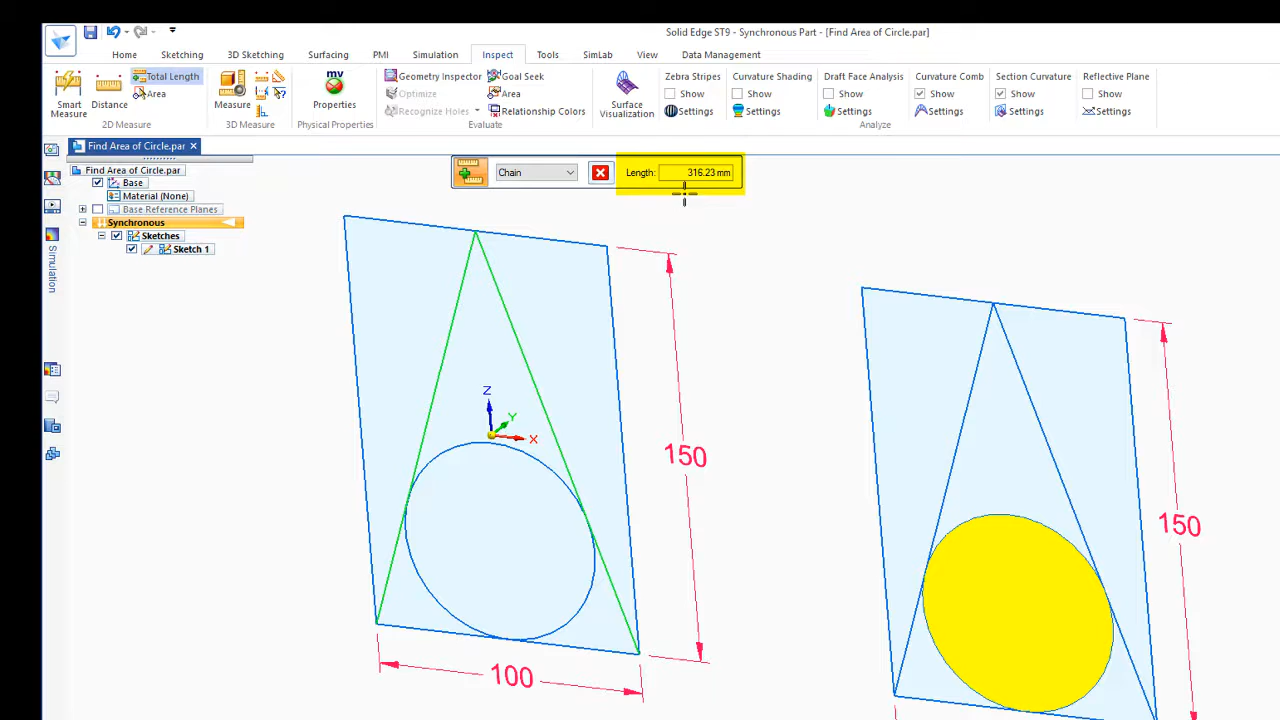 Solid Edge ST9 - Synchronous Part - [Find Area of Circle.par]
Home Sketching 3D Sketching Surfacing PMI Simulation Inspect Tools SimLab View Data Management
Smart Measure
Distance
Total Length
Area
2D Measure
Measure
3D Measure
mv
Properties
Physical Properties
Geometry Inspector
Optimize
Recognize Holes
Goal Seek
Area
Relationship Colors
Evaluate
Surface Visualization
Zebra Stripes
Show
Settings
Curvature Shading
Show
Settings
Draft Face Analysis
Show
Settings
Curvature Comb
Show
Settings
Section Curvature
Show
Settings
Reflective Plane
Show
Settings
Analyze
Find Area of Circle.par
Find Area of Circle.par
Base
Material (None)
Base Reference Planes
Synchronous
Sketches
Sketch 1
Simulation
Chain
Length: 316.23 mm
Z
Y
X
150
100
150